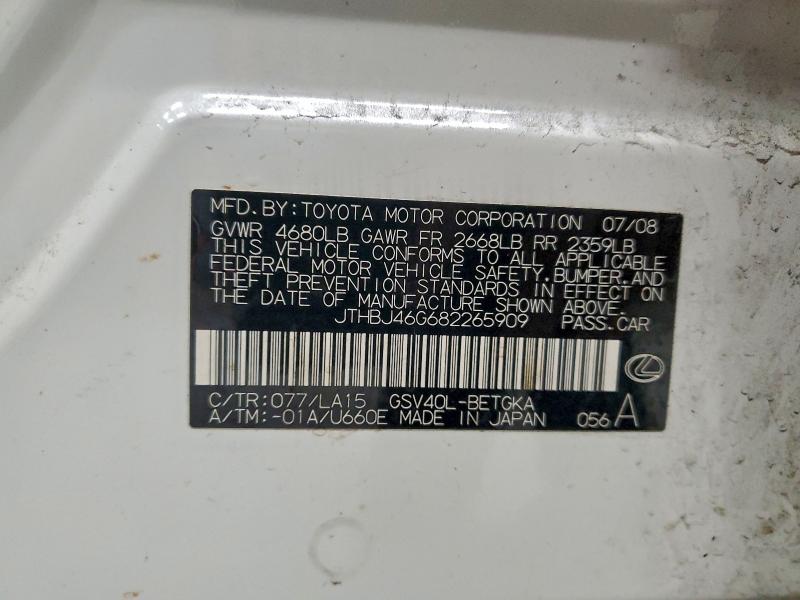 MFD. BY: TOYOTA MOTOR CORPORATION 07/08
GVWR 4680LB GAWR FR 2668LB RR 2359LB
THIS VEHICLE CONFORMS TO ALL APPLICABLE
FEDERAL MOTOR VEHICLE SAFETY.BUMPER.AND
THEFT PREVENTION STANDARDS IN EFFECT ON
THE DATE OF MANUFACTURE SHOWN ABOVE.
JTHBJ46G682265909 PASS.CAR
C/TR:077/LA15 GSV40L-BETGKA
A/TM:-01A/U660E MADE IN JAPAN 056 A